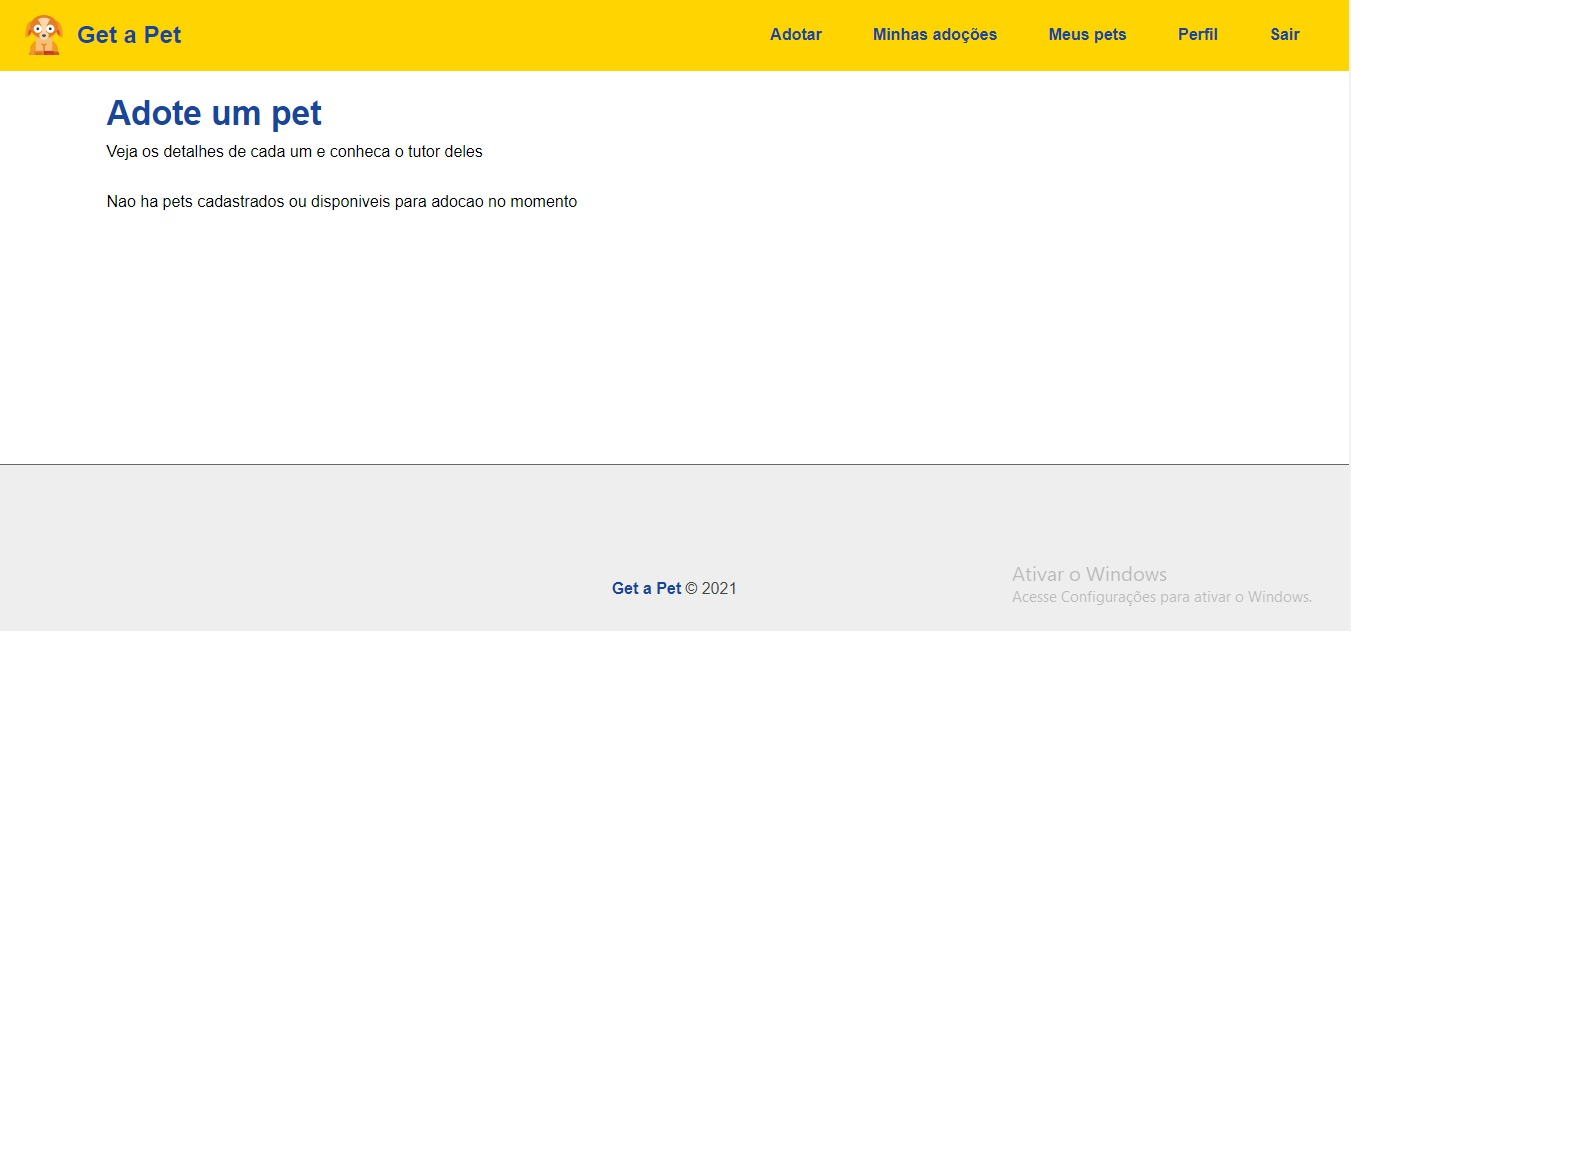 Get a Pet
Adotar Minhas adoções Meus pets Perfil Sair
Adote um pet
Veja os detalhes de cada um e conheca o tutor deles
Nao ha pets cadastrados ou disponiveis para adocao no momento
Get a Pet © 2021
Ativar o Windows
Acesse Configurações para ativar o Windows.